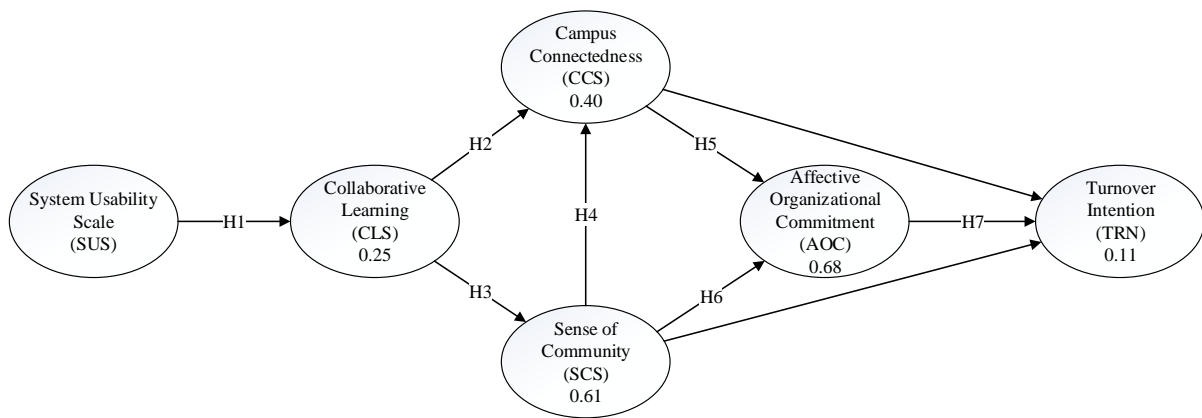 Campus
Connectedness
(CCS)
0.40
H2
H5
System Usability
Scale
(SUS)
H1
Collaborative
Learning
(CLS)
0.25
H4
Affective
Organizational
Commitment
(AOC)
0.68
H7
Turnover
Intention
(TRN)
0.11
H3
H6
Sense of
Community
(SCS)
0.61